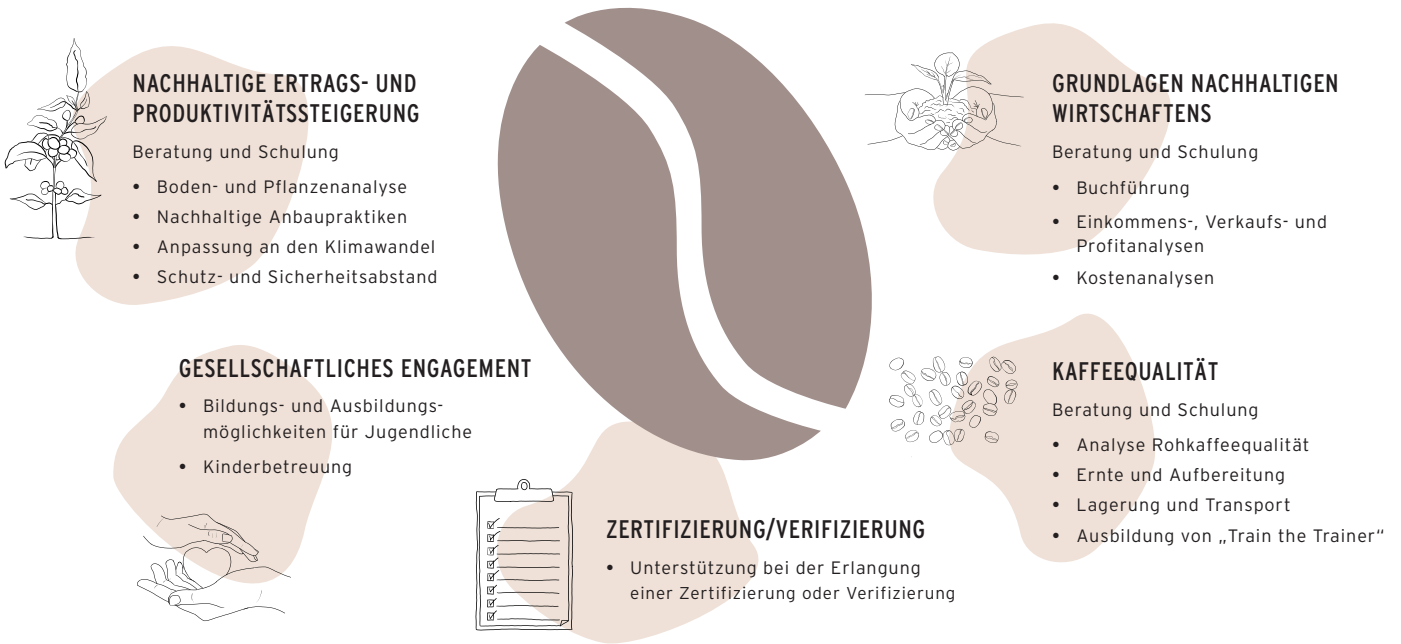 NACHHALTIGE ERTRAGS- UND
PRODUKTIVITÄTSSTEIGERUNG
Beratung und Schulung
• Boden- und Pflanzenanalyse
• Nachhaltige Anbaupraktiken
• Anpassung an den Klimawandel
• Schutz- und Sicherheitsabstand
GRUNDLAGEN NACHHALTIGEN
WIRTSCHAFTENS
Beratung und Schulung
• Buchführung
• Einkommens-, Verkaufs- und
Profitanalysen
• Kostenanalysen
GESELLSCHAFTLICHES ENGAGEMENT
• Bildungs- und Ausbildungs-
möglichkeiten für Jugendliche
• Kinderbetreuung
KAFFEEQUALITÄT
Beratung und Schulung
• Analyse Rohkaffeequalität
• Ernte und Aufbereitung
• Lagerung und Transport
• Ausbildung von „Train the Trainer“
ZERTIFIZIERUNG/VERIFIZIERUNG
• Unterstützung bei der Erlangung
einer Zertifizierung oder Verifizierung